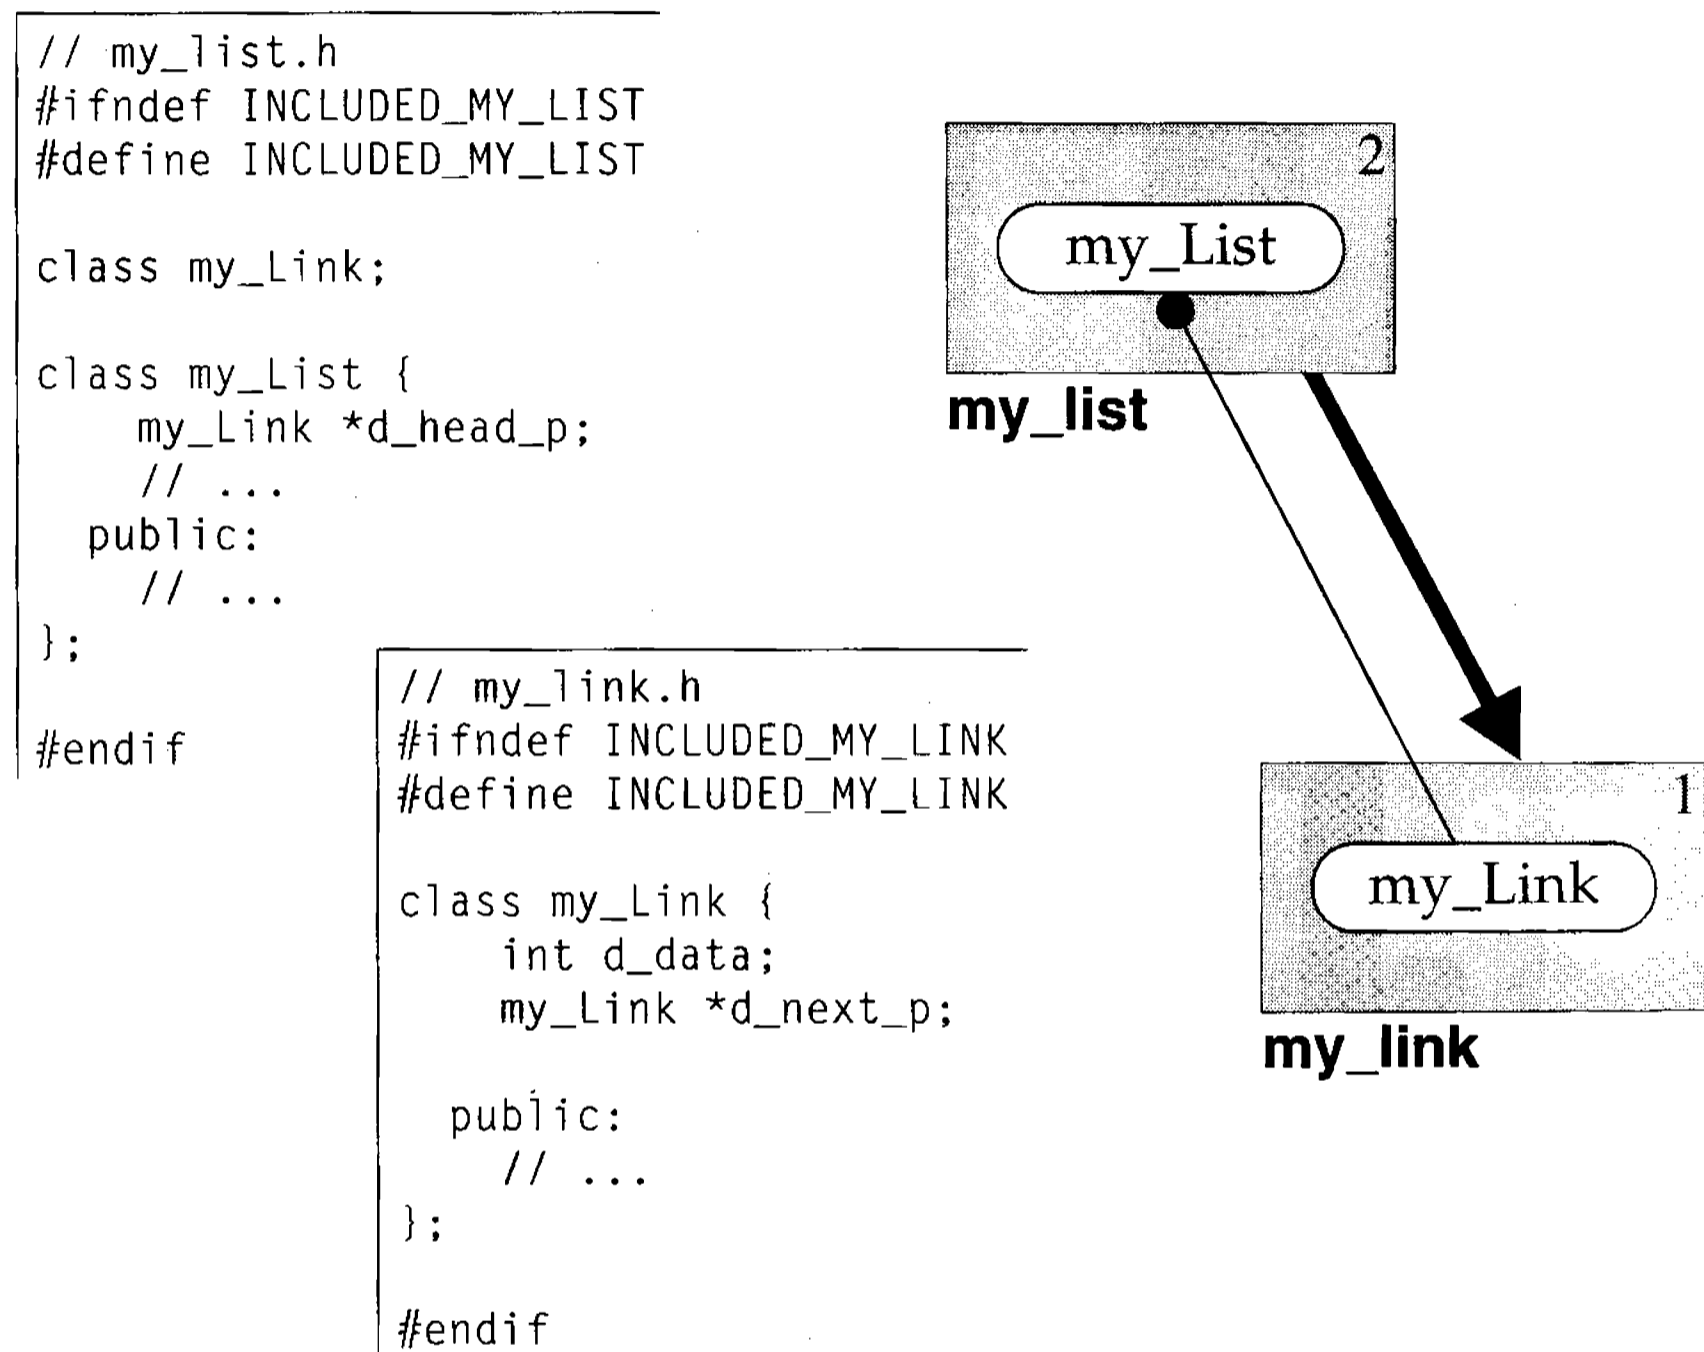 // my_list.h
#ifndef INCLUDED_MY_LIST
#define INCLUDED_MY_LIST
class my_Link;
class my_List {
my_Link *d_head_p;
// ...
public:
// ...
};
#endif
// my_link.h
#ifndef INCLUDED_MY_LINK
#define INCLUDED_MY_LINK
class my_Link {
int d_data;
my_Link *d_next_p;
public:
// ...
};
#endif
2
my_List
my_list
1
my_Link
my_link